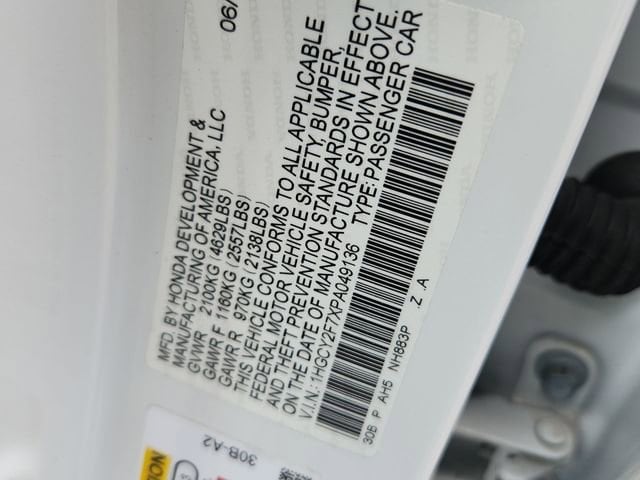 MFD. BY HONDA DEVELOPMENT & 06/
MANUFACTURING OF AMERICA, LLC
GVWR 2100KG (4629LBS)
GAWR F 1160KG (2557LBS)
GAWR R 970KG (2138LBS)
THIS VEHICLE CONFORMS TO ALL APPLICABLE
FEDERAL MOTOR VEHICLE SAFETY, BUMPER,
AND THEFT PREVENTION STANDARDS IN EFFECT
ON THE DATE OF MANUFACTURE SHOWN ABOVE.
V.I.N.: 1HGCY2F7XPA049136 TYPE: PASSENGER CAR
30B P AH5 NH883P .Z A
30B-A2